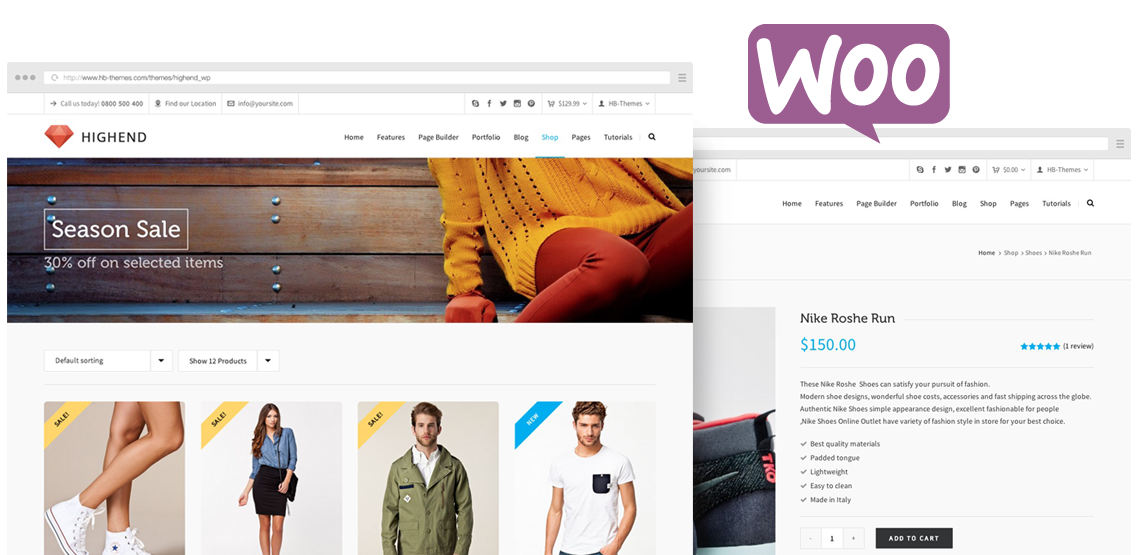 Woo
http://www.hb-themes.com/themes/highend_wp
Call us today! 0800 500 400
Find our Location
info@yoursite.com
$129.99
HB-Themes
HIGHEND
Home Features Page Builder Portfolio Blog Shop Pages Tutorials
Season Sale
30% off on selected items
Default sorting
Show 12 Products
SALE!
SALE!
SALE!
NEW
yoursite.com
$0.00
HB-Themes
Home Features Page Builder Portfolio Blog Shop Pages Tutorials
Home > Shop > Shoes > Nike Roshe Run
TKO
Nike Roshe Run
$150.00
(1 review)
These Nike Roshe  Shoes can satisfy your pursuit of fashion.
Modern shoe designs, wonderful shoe costs, accessories and fast shipping across the globe.
Authentic Nike Shoes simple appearance design, excellent fashionable for people
,Nike Shoes Online Outlet have variety of fashion style in store for your best choice.
Best quality materials
Padded tongue
Lightweight
Easy to clean
Made in Italy
- 1 +
ADD TO CART